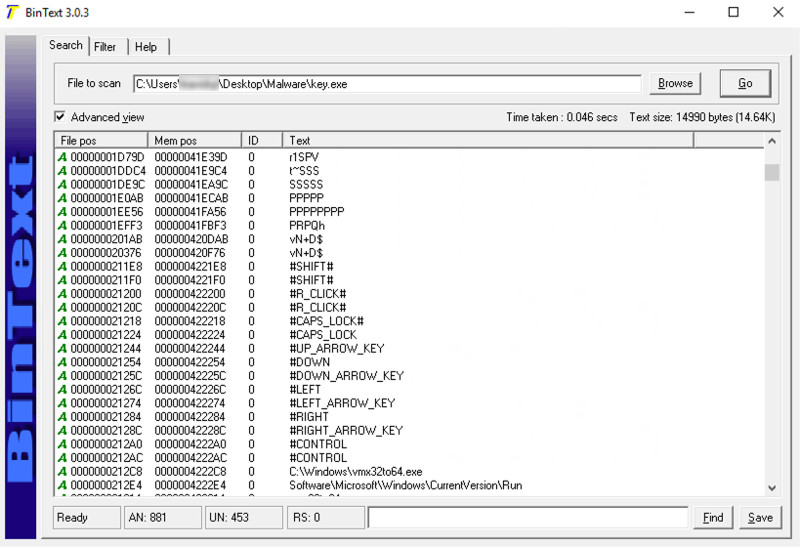 BinText 3.0.3
Search Filter Help
File to scan C:\Users\ \Desktop\Malware\key.exe Browse Go
Advanced view Time taken : 0.046 secs Text size: 14990 bytes (14.64K)
File pos Mem pos ID Text
A 00000001D79D 00000041E39D 0 r1SPV
A 00000001DDC4 00000041E9C4 0 t~SSS
A 00000001DE9C 00000041EA9C 0 SSSSS
A 00000001E0AB 00000041ECAB 0 PPPPP
A 00000001EE56 00000041FA56 0 PPPPPPPP
A 00000001EFF3 00000041FBF3 0 PRPQh
A 0000000201AB 000000420DAB 0 vN+D$
A 000000020376 000000420F76 0 vN+D$
A 0000000211E8 0000004221E8 0 #SHIFT#
A 0000000211F0 0000004221F0 0 #SHIFT#
A 000000021200 000000422200 0 #R_CLICK#
A 00000002120C 00000042220C 0 #R_CLICK#
A 000000021218 000000422218 0 #CAPS_LOCK#
A 000000021224 000000422224 0 #CAPS_LOCK
A 000000021244 000000422244 0 #UP_ARROW_KEY
A 000000021254 000000422254 0 #DOWN
A 00000002125C 00000042225C 0 #DOWN_ARROW_KEY
A 00000002126C 00000042226C 0 #LEFT
A 000000021274 000000422274 0 #LEFT_ARROW_KEY
A 000000021284 000000422284 0 #RIGHT
A 00000002128C 00000042228C 0 #RIGHT_ARROW_KEY
A 0000000212A0 0000004222A0 0 #CONTROL
A 0000000212AC 0000004222AC 0 #CONTROL
A 0000000212C8 0000004222C8 0 C:\Windows\vmx32to64.exe
A 0000000212E4 0000004222E4 0 Software\Microsoft\Windows\CurrentVersion\Run
BinText
Ready AN: 881 UN: 453 RS: 0 Find Save